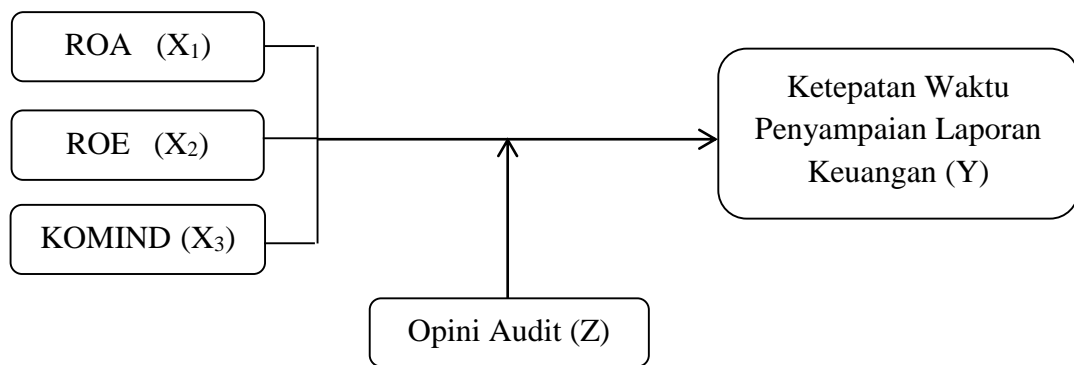 ROA (X₁)
ROE (X₂)
KOMIND (X₃)
Ketepatan Waktu
Penyampaian Laporan
Keuangan (Y)
Opini Audit (Z)